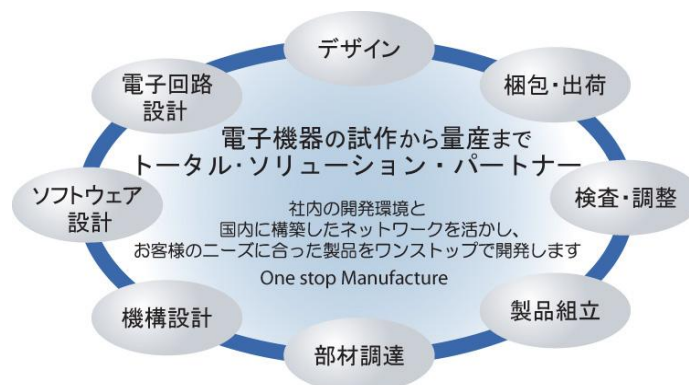 デザイン
電子回路
設計
梱包・出荷
電子機器の試作から量産まで
トータル・ソリューション・パートナー
ソフトウェア
設計
検査・調整
社内の開発環境と
国内に構築したネットワークを活かし、
お客様のニーズに合った製品をワンストップで開発します
One stop Manufacture
機構設計
製品組立
部材調達